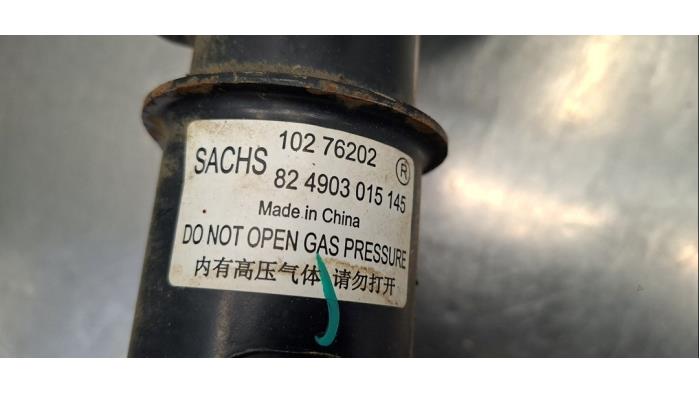 102 76202 ®
SACHS
82 4903 015 145
Made in China
DO NOT OPEN GAS PRESSURE
内有高压气体 请勿打开